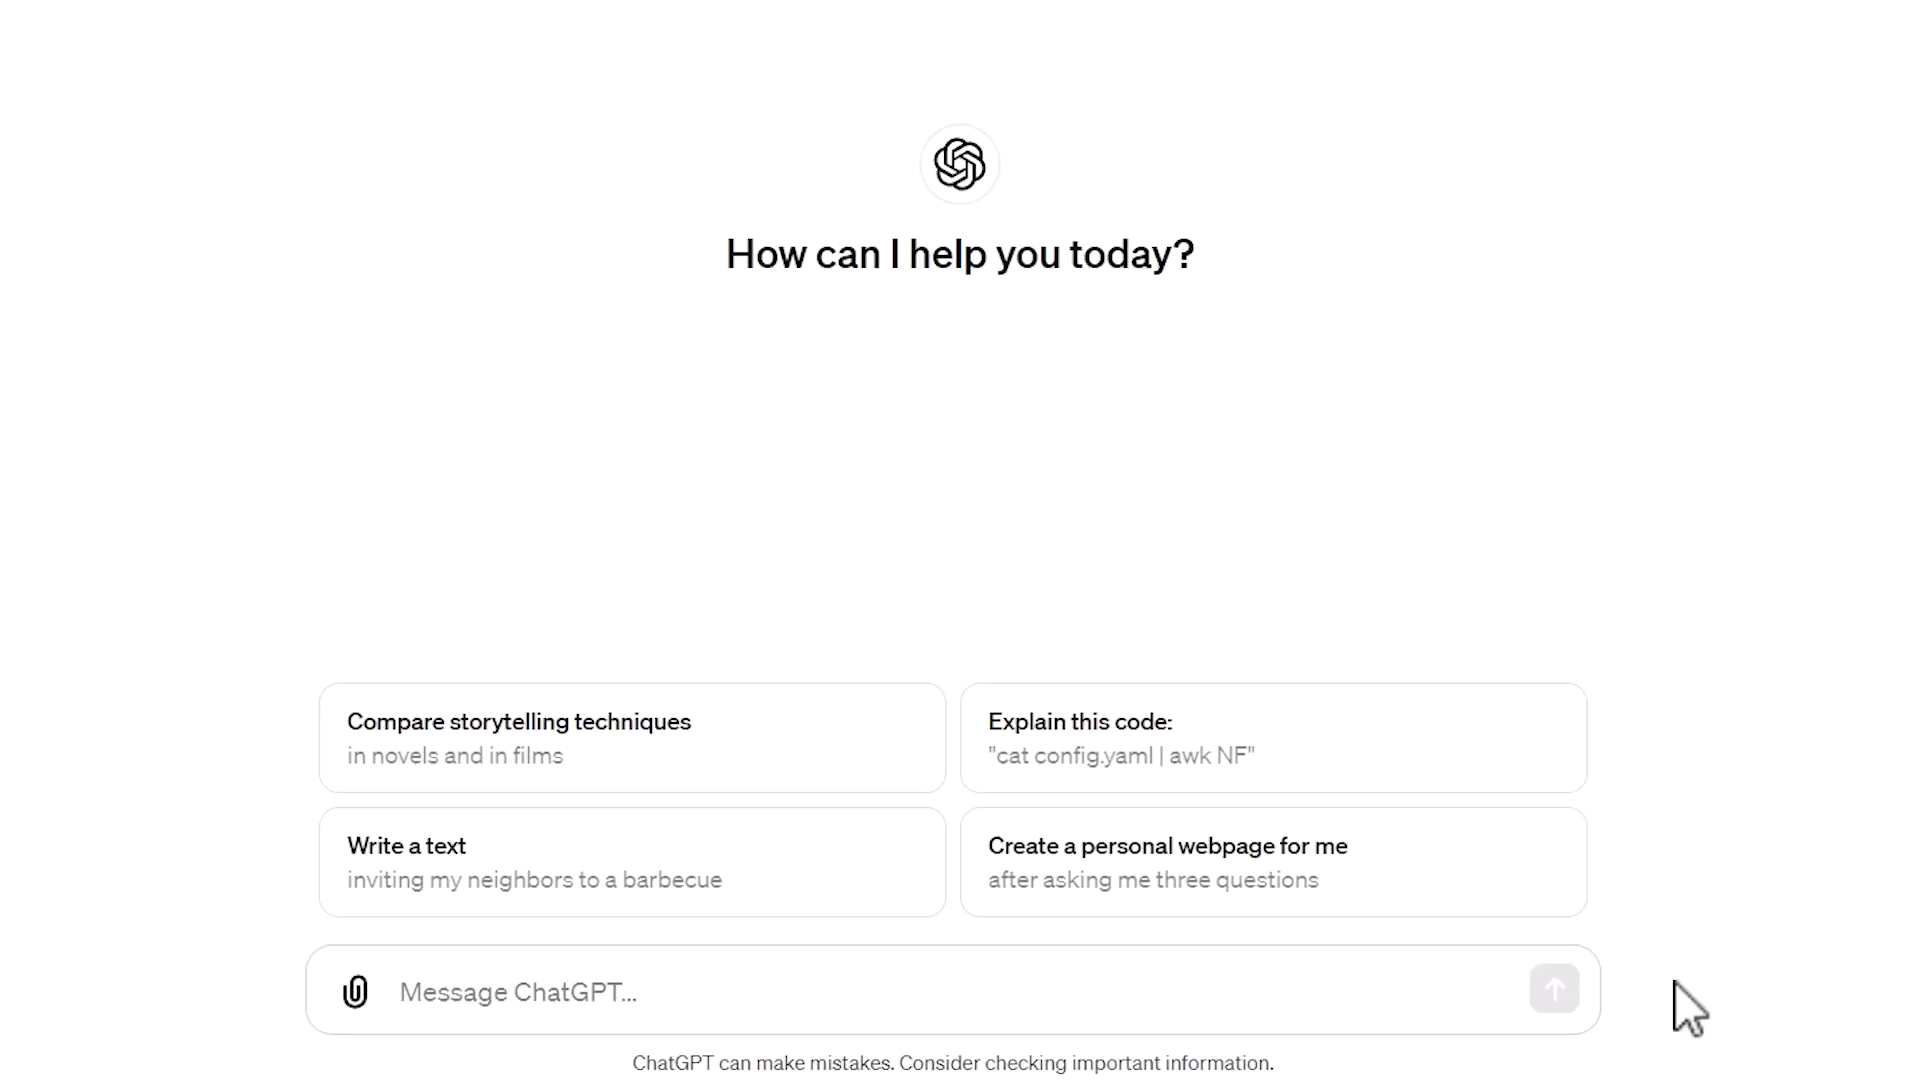 How can I help you today?
Compare storytelling techniques
in novels and in films
Explain this code:
"cat config.yaml | awk NF"
Write a text
inviting my neighbors to a barbecue
Create a personal webpage for me
after asking me three questions
Message ChatGPT...
ChatGPT can make mistakes. Consider checking important information.